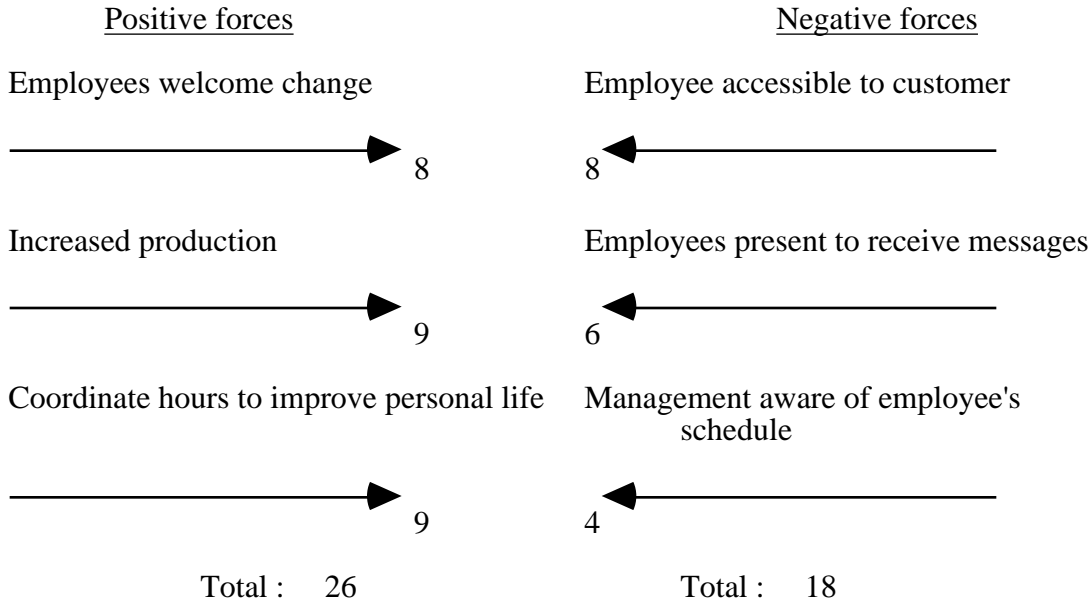 Positive forces
Negative forces
Employees welcome change
Employee accessible to customer
8
8
Increased production
Employees present to receive messages
9
6
Coordinate hours to improve personal life
Management aware of employee's
schedule
9
4
Total : 26
Total : 18